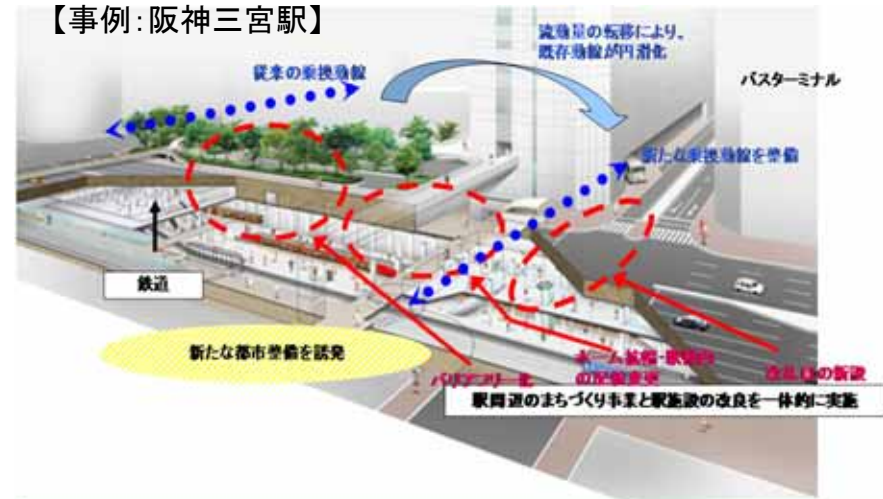 【事例:阪神三宮駅】
流動量の転移により、
既存動線が円滑化
従来の乗換動線
バスターミナル
新たな乗換動線を整備
鉄道
新たな都市整備を誘発
バリアフリー化
ホーム拡幅・駅構内
の配線変更
改札口の新設
駅周辺のまちづくり事業と駅施設の改良を一体的に実施